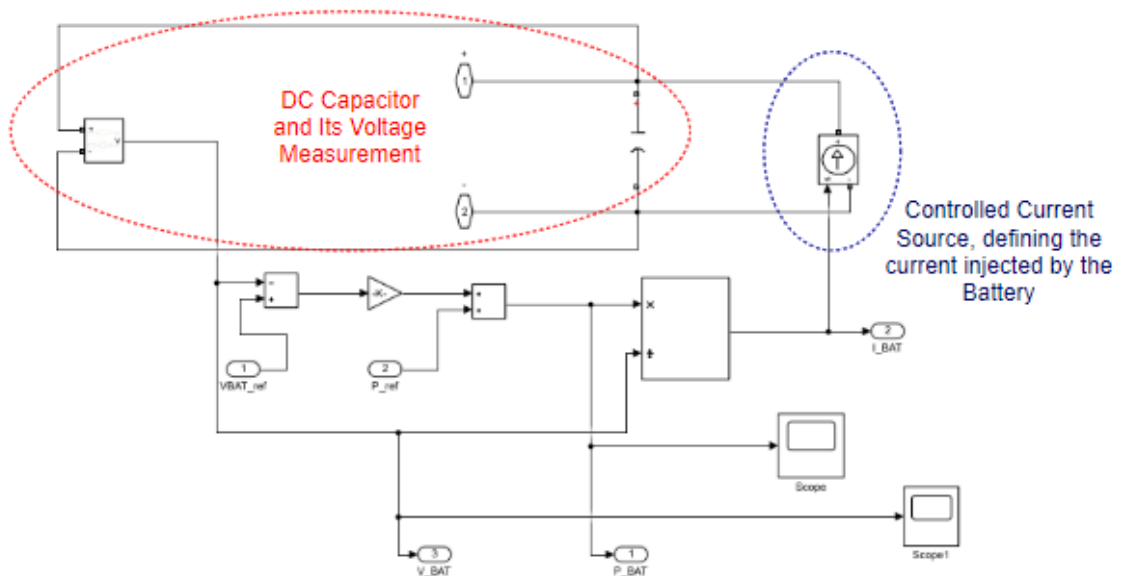 +
1
DC Capacitor
and Its Voltage
Measurement
+
+
v
-
-
2
+
s
-
Controlled Current
Source, defining the
current injected by the
Battery
-
+
-K-
+
+
×
÷
1
VBAT_ref
2
P_ref
2
I_BAT
Scope
Scope1
3
V_BAT
1
P_BAT